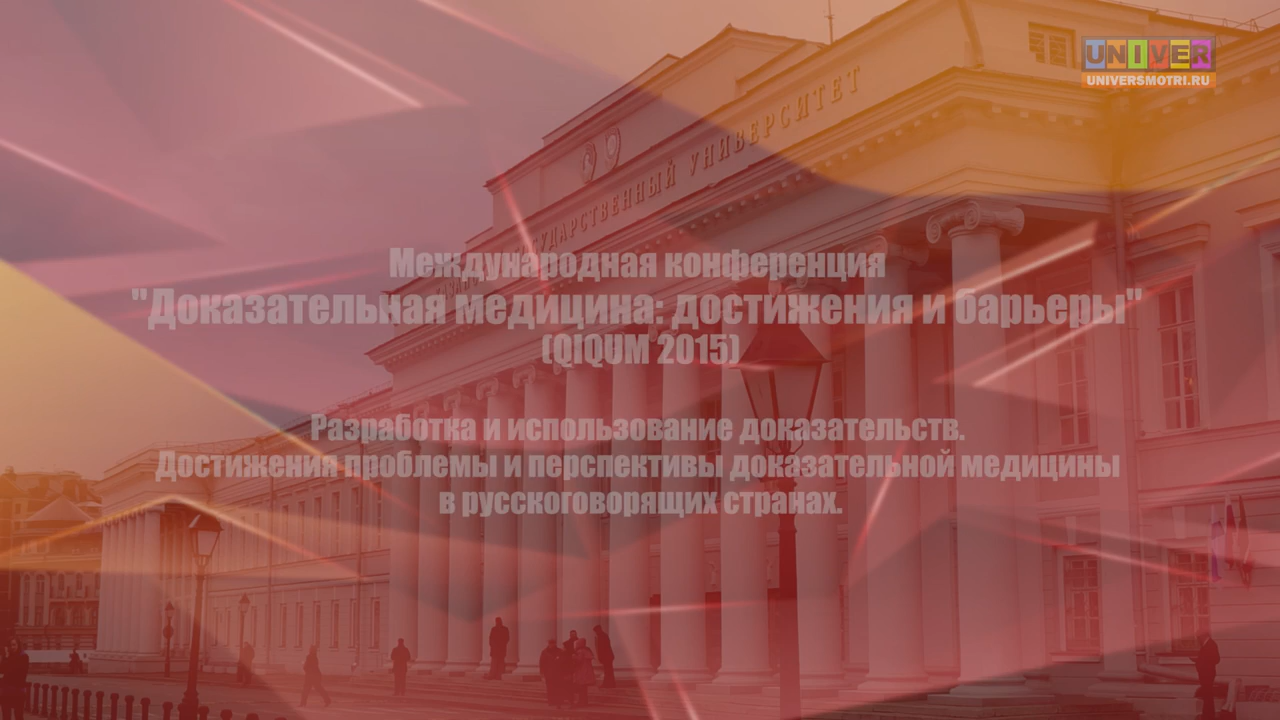 UNIVER
UNIVERSMOTRI.RU
ГОСУДАРСТВЕННЫЙ УНИВЕРСИТЕТ
Международная конференция
"Доказательная медицина: достижения и барьеры"
(QiQUM 2015)
Разработка и использование доказательств.
Достижения проблемы и перспективы доказательной медицины
в русскоговорящих странах.